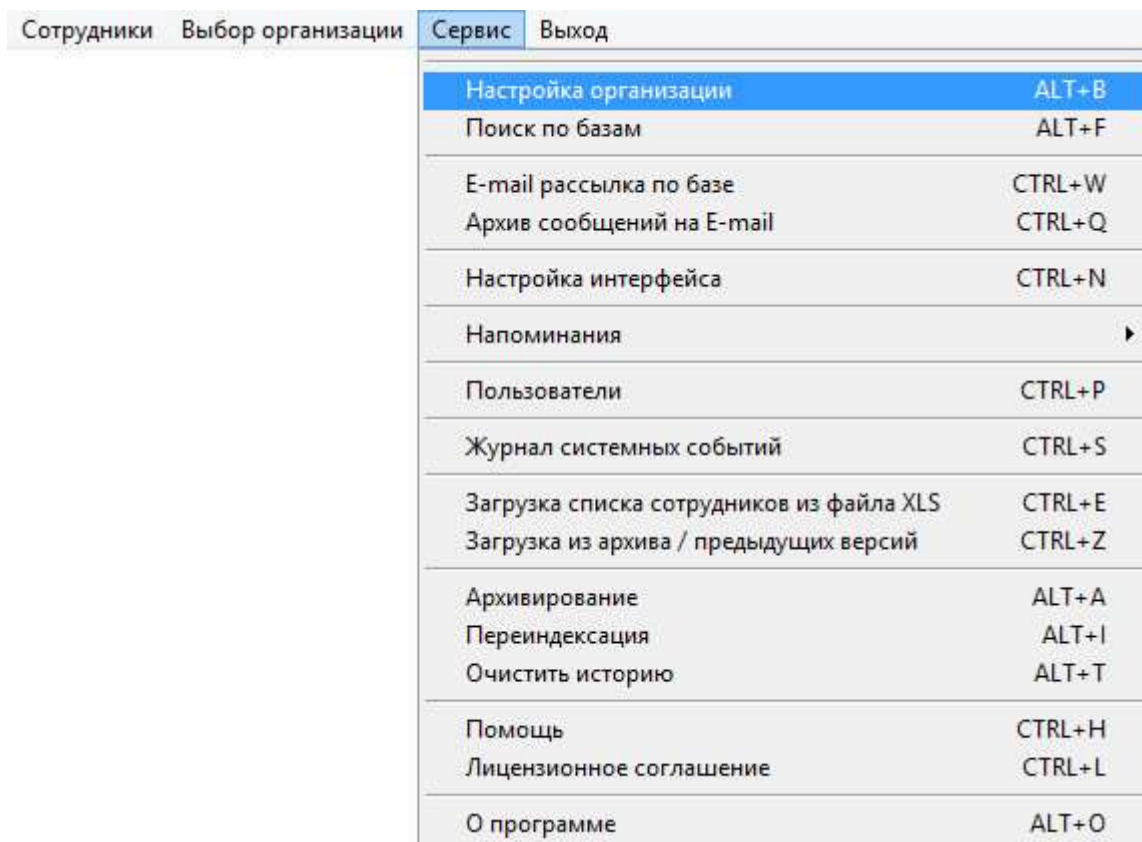 Сотрудники Выбор организации Сервис Выход
Настройка организации ALT+B
Поиск по базам ALT+F
E-mail рассылка по базе CTRL+W
Архив сообщений на E-mail CTRL+Q
Настройка интерфейса CTRL+N
Напоминания
Пользователи CTRL+P
Журнал системных событий CTRL+S
Загрузка списка сотрудников из файла XLS CTRL+E
Загрузка из архива / предыдущих версий CTRL+Z
Архивирование ALT+A
Переиндексация ALT+I
Очистить историю ALT+T
Помощь CTRL+H
Лицензионное соглашение CTRL+L
О программе ALT+O